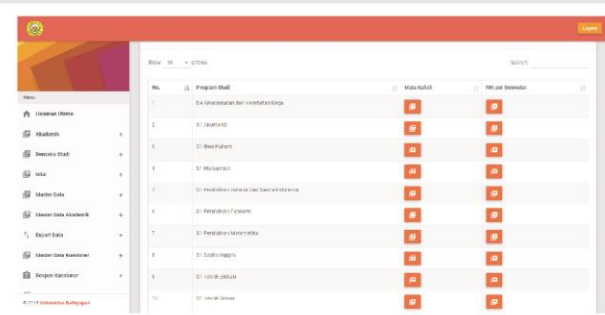 Logout
Show 10 entries
Search:
Menu
No. Program Studi Mata Kuliah MK per Semester
Halaman Utama
1 D4 Keselamatan dan Kesehatan Kerja
Akademik +
2 S1 Akuntansi
Rencana Studi +
3 S1 Ilmu Hukum
Nilai +
4 S1 Manajemen
Master Data +
5 S1 Pendidikan Bahasa dan Sastra Indonesia
Master Data Akademik +
6 S1 Pendidikan Ekonomi
Export Data +
7 S1 Pendidikan Matematika
Master Data Kuesioner +
8 S1 Sastra Inggris
Respon Kuesioner +
9 S1 Teknik Elektro
10 S1 Teknik Mesin
Universitas Balikpapan